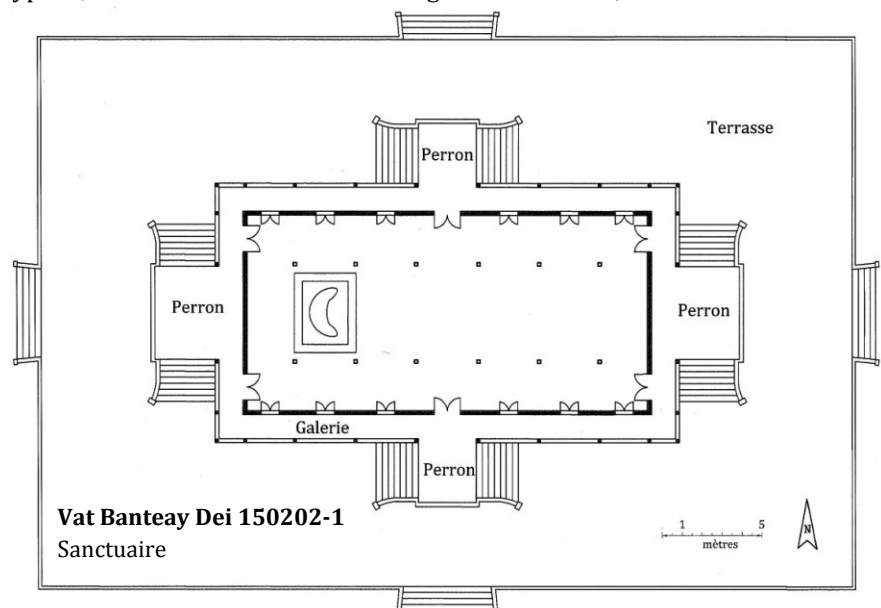 Terrasse
Perron
Perron
Perron
Galerie
Perron
Vat Banteay Dei 150202-1
Sanctuaire
1 5
mètres
N